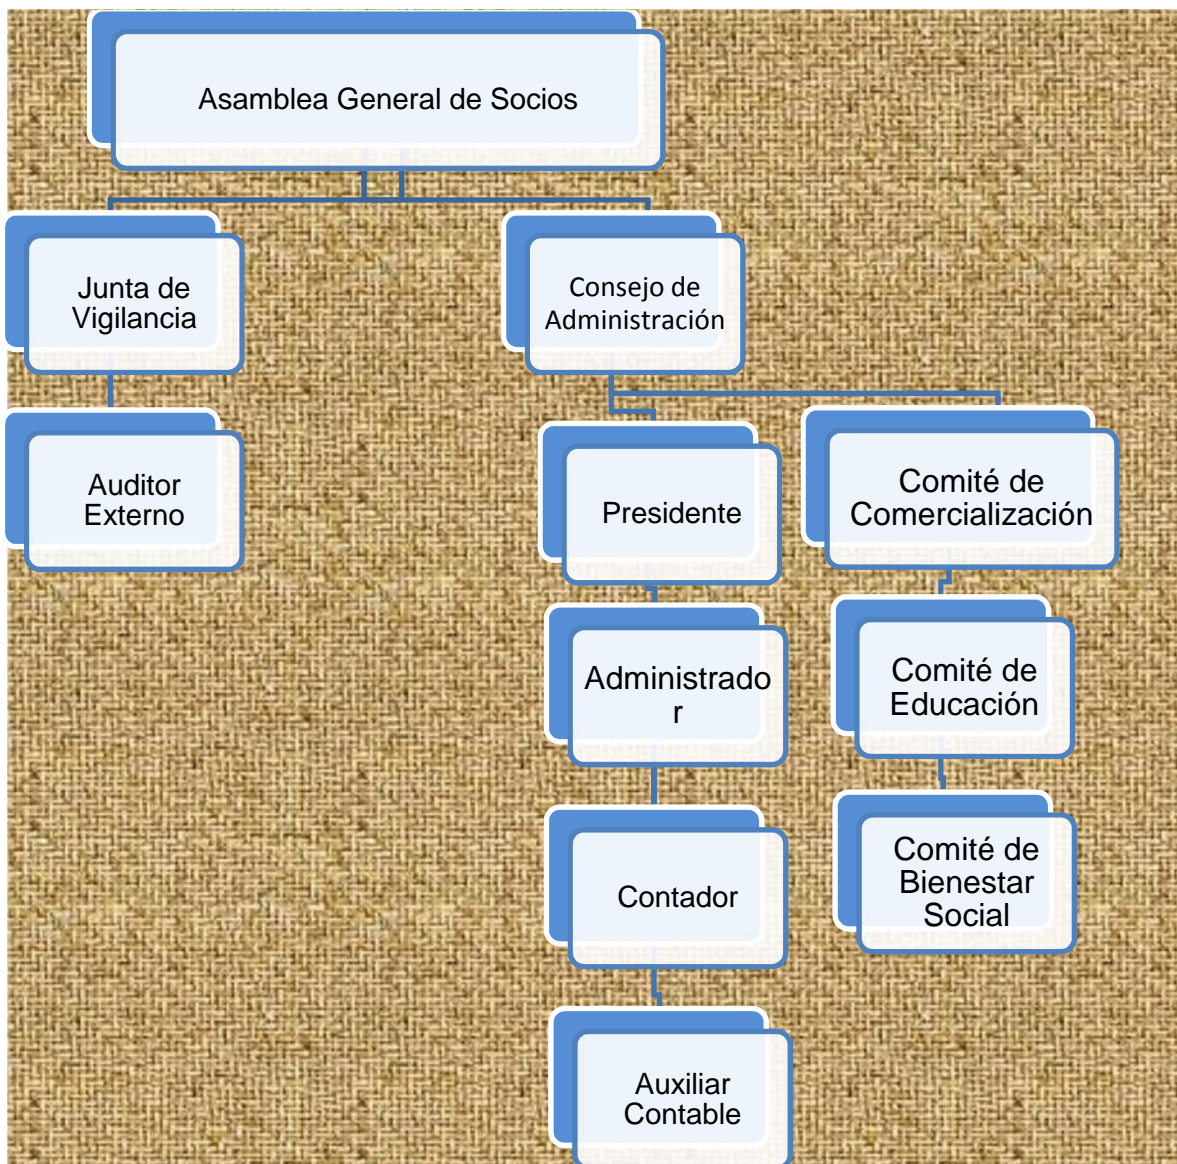 Asamblea General de Socios
Junta de
Vigilancia
Consejo de
Administración
Auditor
Externo
Presidente
Comité de
Comercialización
Administrado
r
Comité de
Educación
Contador
Comité de
Bienestar
Social
Auxiliar
Contable